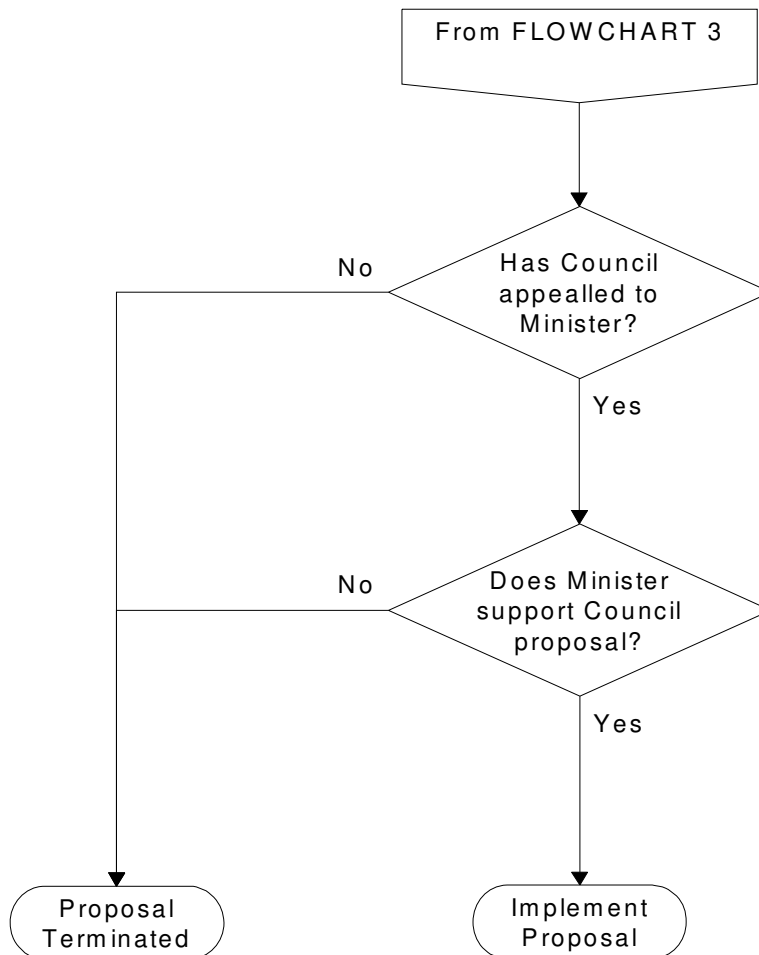 From FLOWCHART 3
No
Has Council
appealled to
Minister?
Yes
No
Does Minister
support Council
proposal?
Yes
Proposal
Terminated
Implement
Proposal